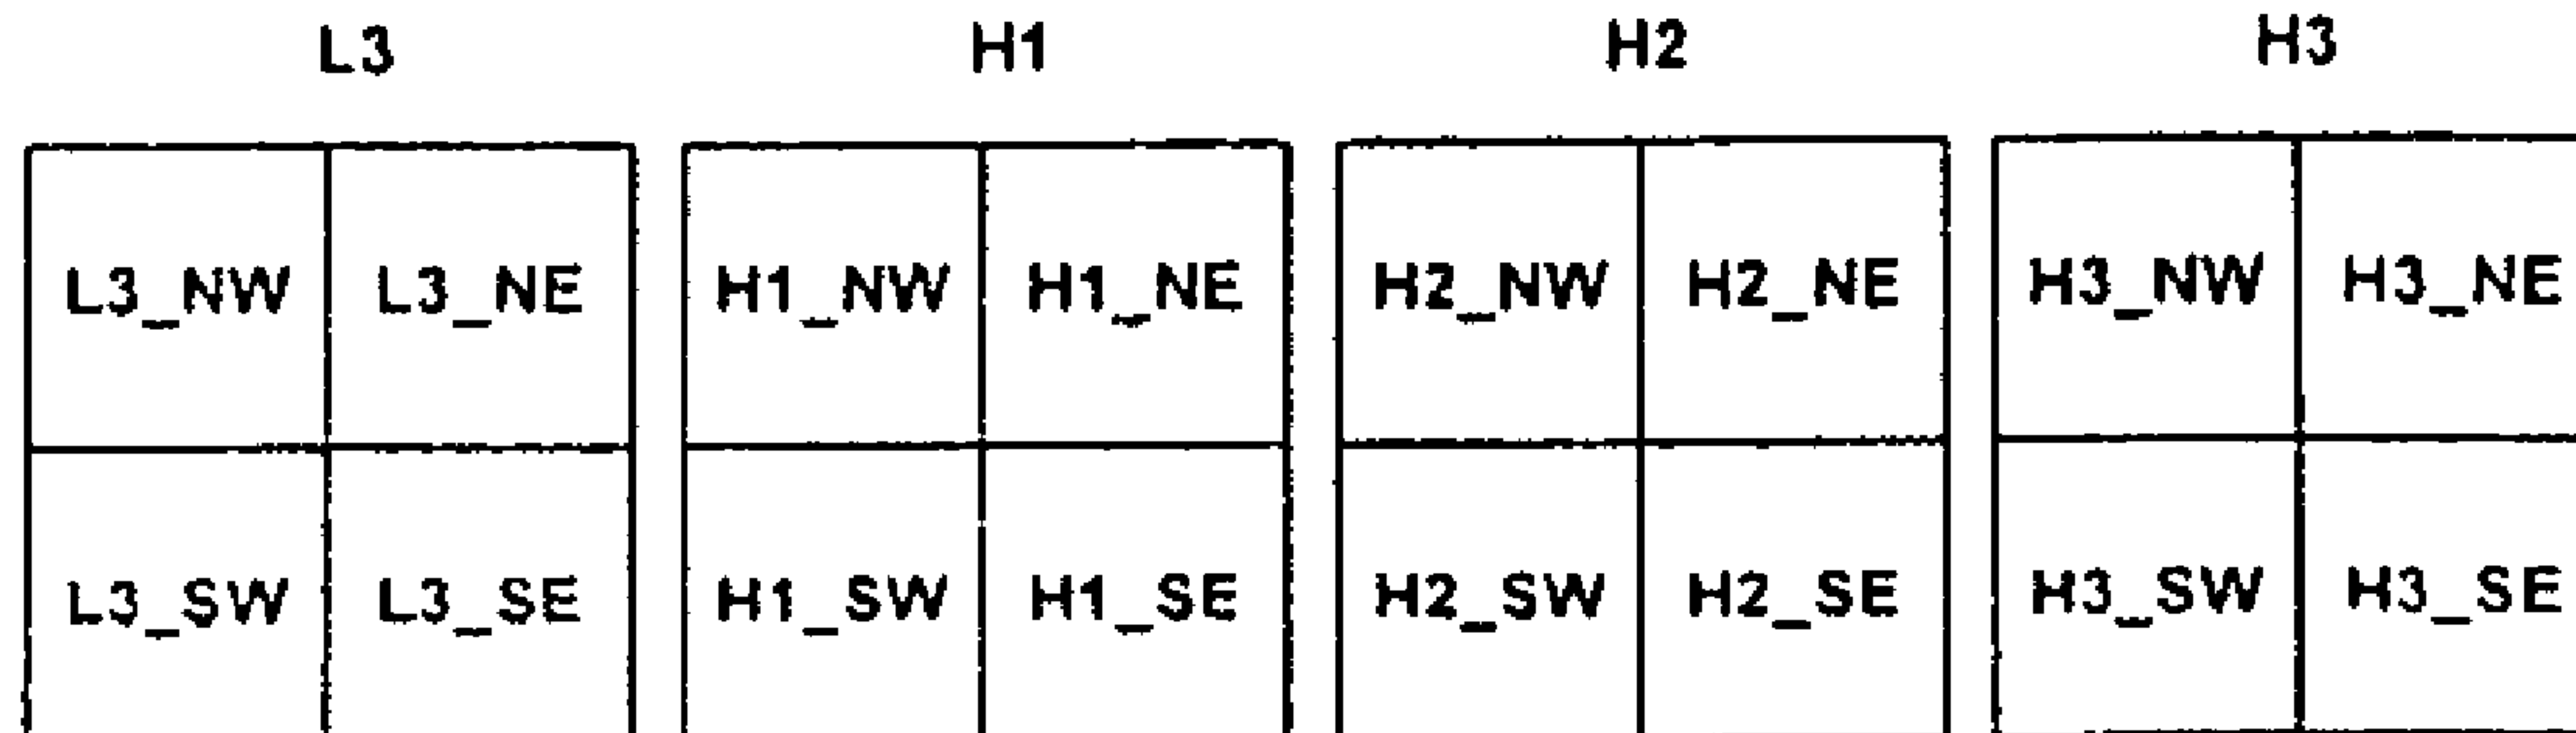 L3 H1 H2 H3
L3_NW L3_NE H1_NW H1_NE H2_NW H2_NE H3_NW H3_NE
L3_SW L3_SE H1_SW H1_SE H2_SW H2_SE H3_SW H3_SE